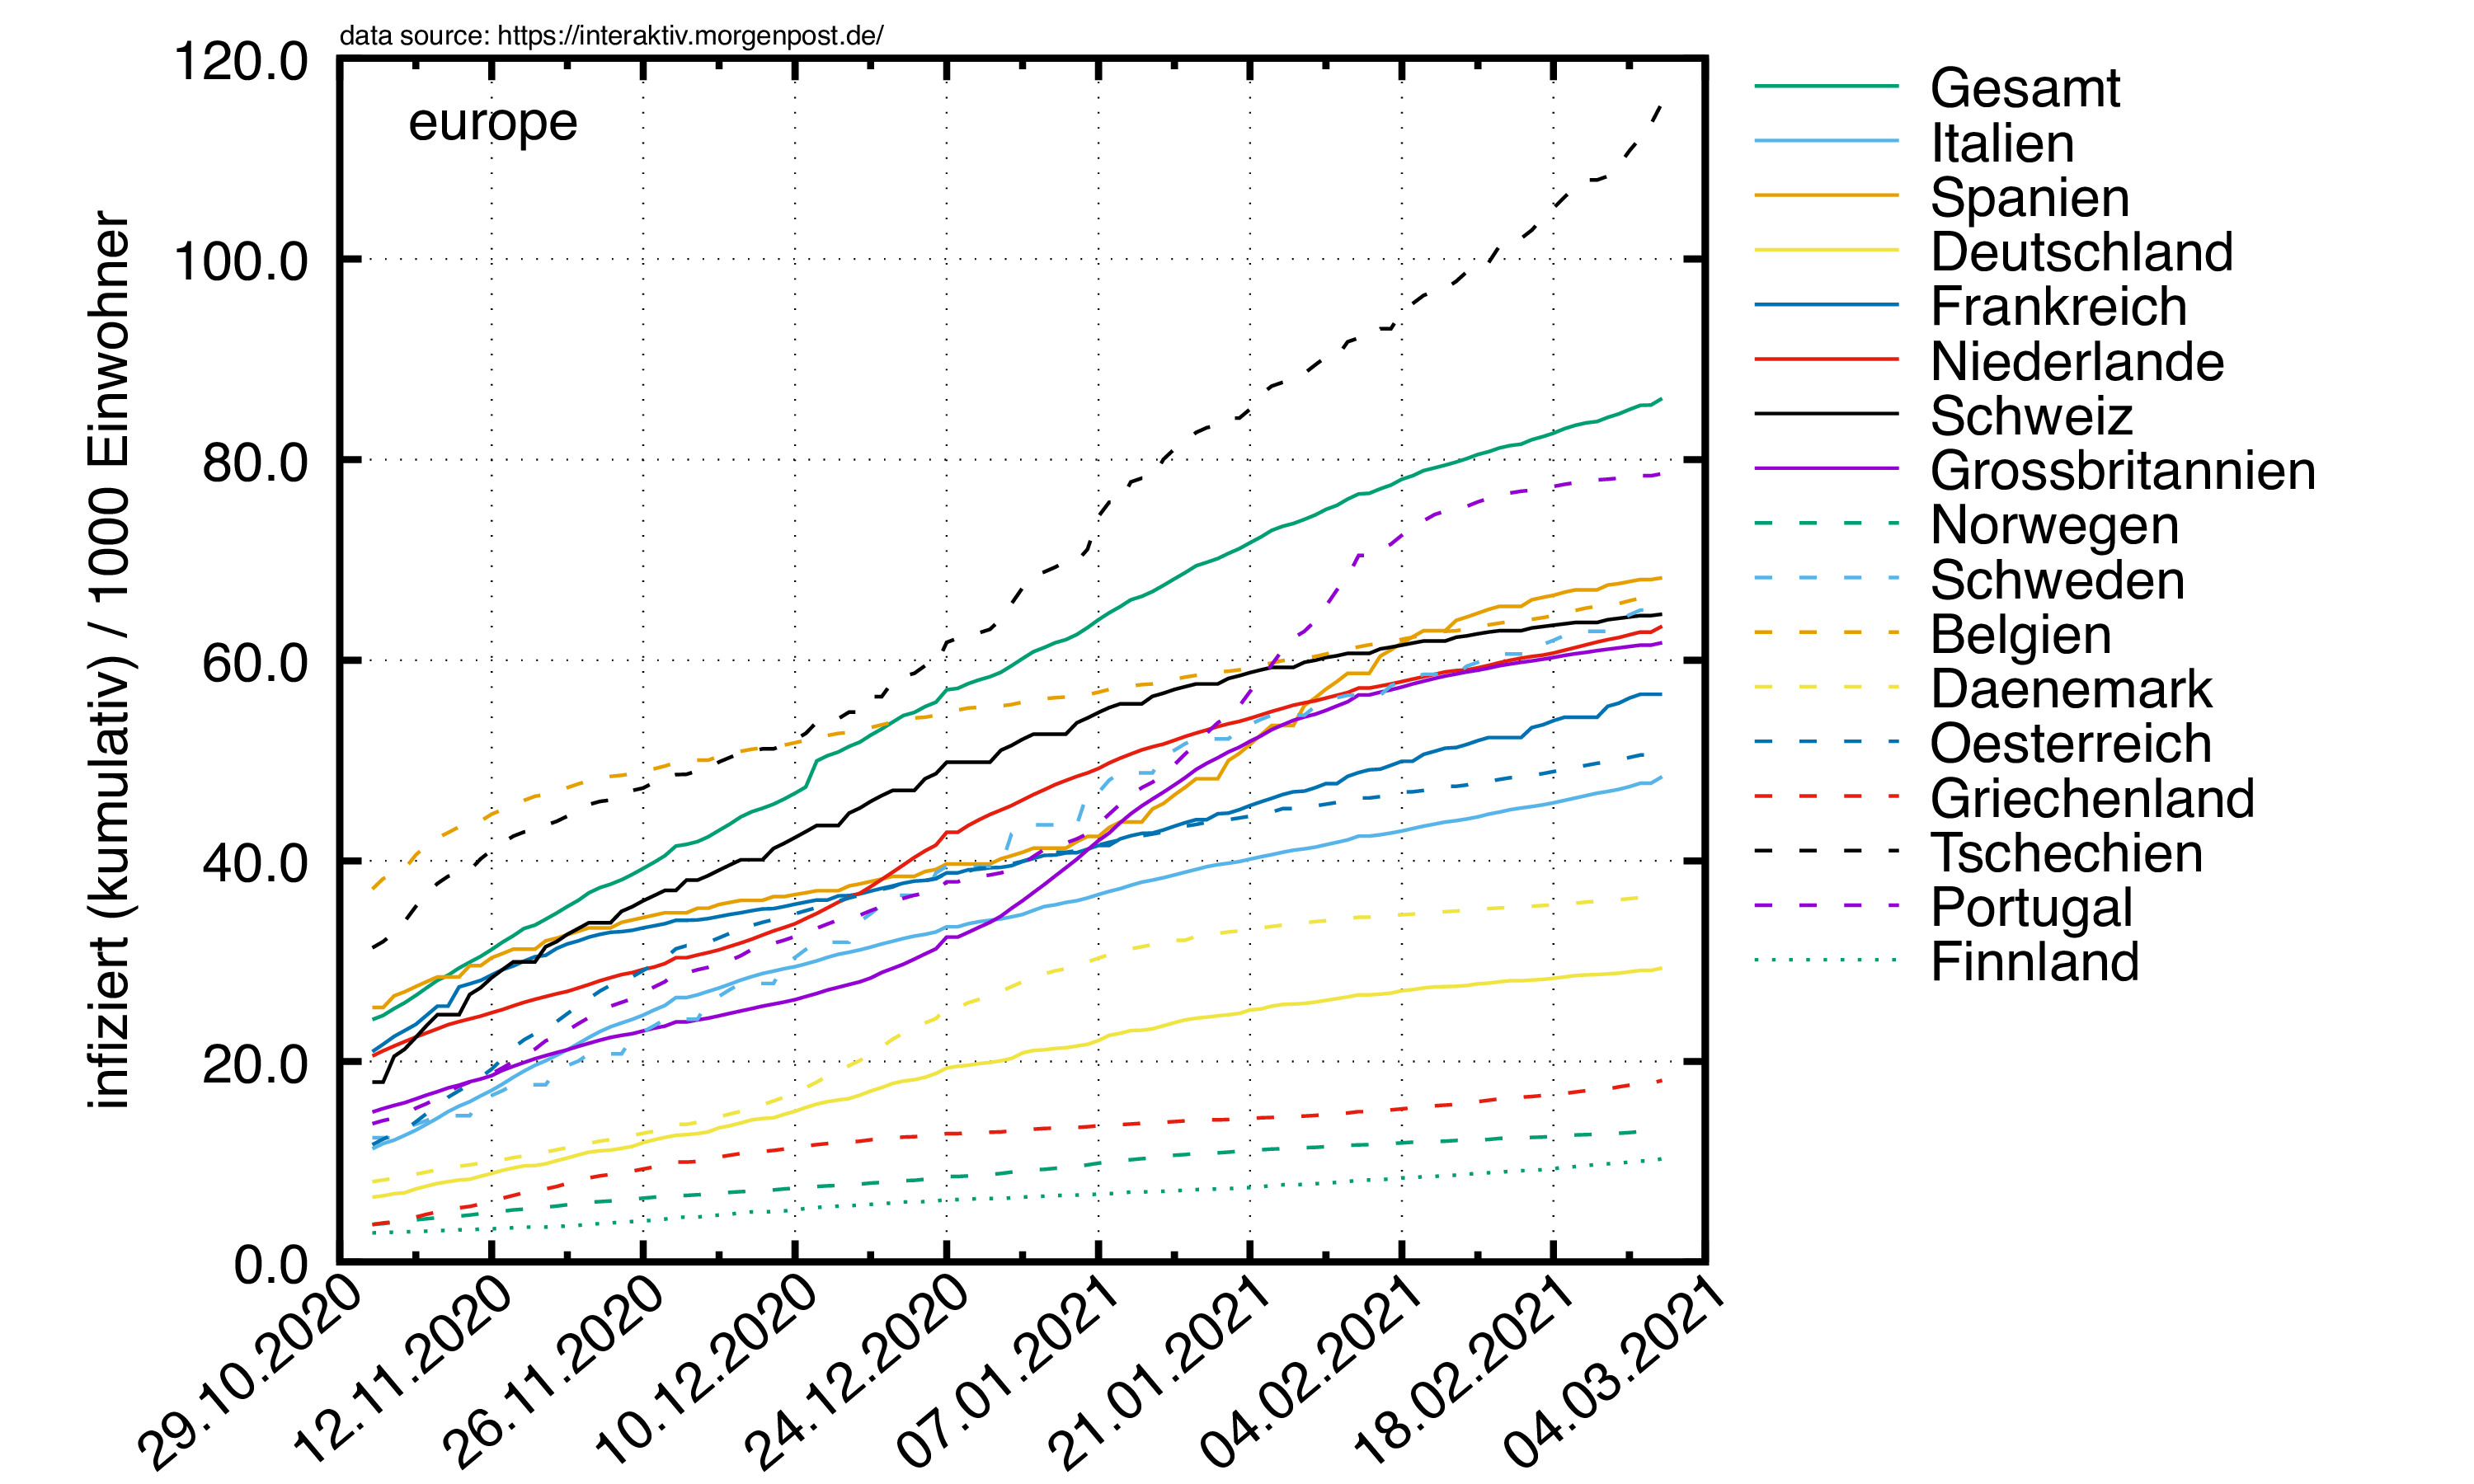 data source: https://interaktiv.morgenpost.de/
europe
infiziert (kumulativ) / 1000 Einwohner
120.0
100.0
80.0
60.0
40.0
20.0
0.0
29.10.2020
12.11.2020
26.11.2020
10.12.2020
24.12.2020
07.01.2021
21.01.2021
04.02.2021
18.02.2021
04.03.2021
Gesamt
Italien
Spanien
Deutschland
Frankreich
Niederlande
Schweiz
Grossbritannien
Norwegen
Schweden
Belgien
Daenemark
Oesterreich
Griechenland
Tschechien
Portugal
Finnland